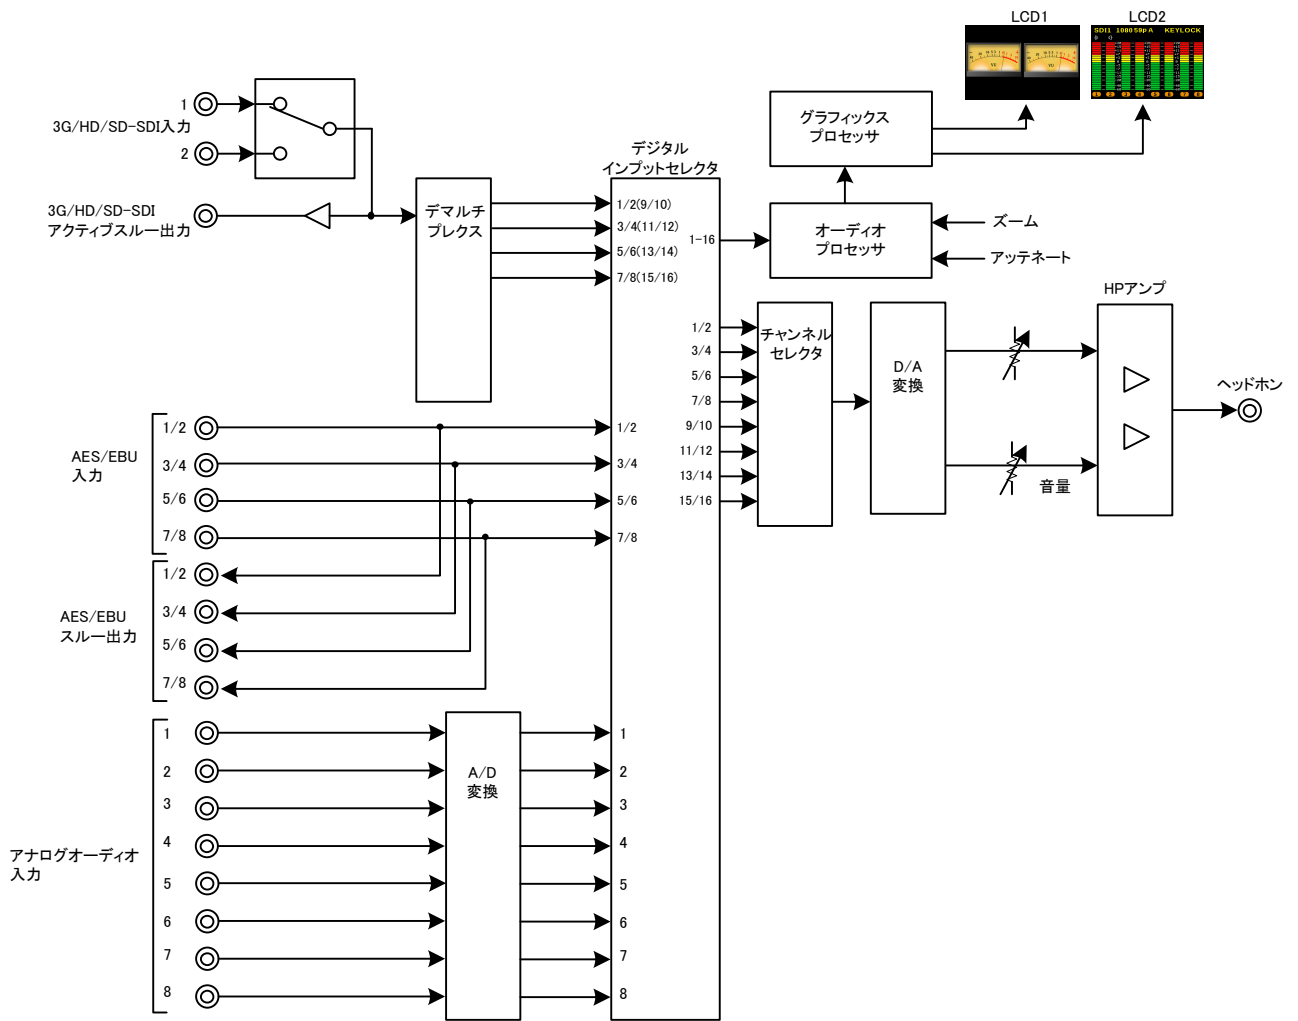 LCD1
LCD2
SDI1 1080 59p A KEYLOCK
VU
VU
1
3G/HD/SD-SDI入力
2
3G/HD/SD-SDI
アクティブスルー出力
デマルチ
プレクス
デジタル
インプットセレクタ
1/2(9/10)
3/4(11/12)
5/6(13/14)
7/8(15/16)
1-16
グラフィックス
プロセッサ
オーディオ
プロセッサ
ズーム
アッテネート
1/2
3/4
5/6
7/8
9/10
11/12
13/14
15/16
チャンネル
セレクタ
D/A
変換
音量
HPアンプ
ヘッドホン
AES/EBU
入力
1/2
3/4
5/6
7/8
1/2
3/4
5/6
7/8
AES/EBU
スルー出力
1/2
3/4
5/6
7/8
アナログオーディオ
入力
1
2
3
4
5
6
7
8
A/D
変換
1
2
3
4
5
6
7
8